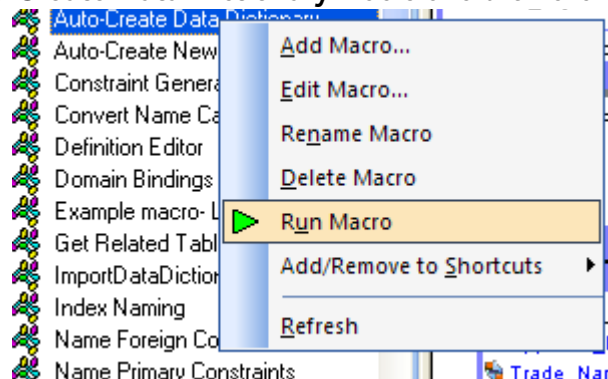 Auto-Create Data Dictionary
Auto-Create New
Constraint Genera
Convert Name Ca
Definition Editor
Domain Bindings
Example macro- L
Get Related Tabl
ImportDataDiction
Index Naming
Name Foreign Co
Name Primary Constraints
Add Macro...
Edit Macro...
Rename Macro
Delete Macro
Run Macro
Add/Remove to Shortcuts
Refresh
Trade_Nam